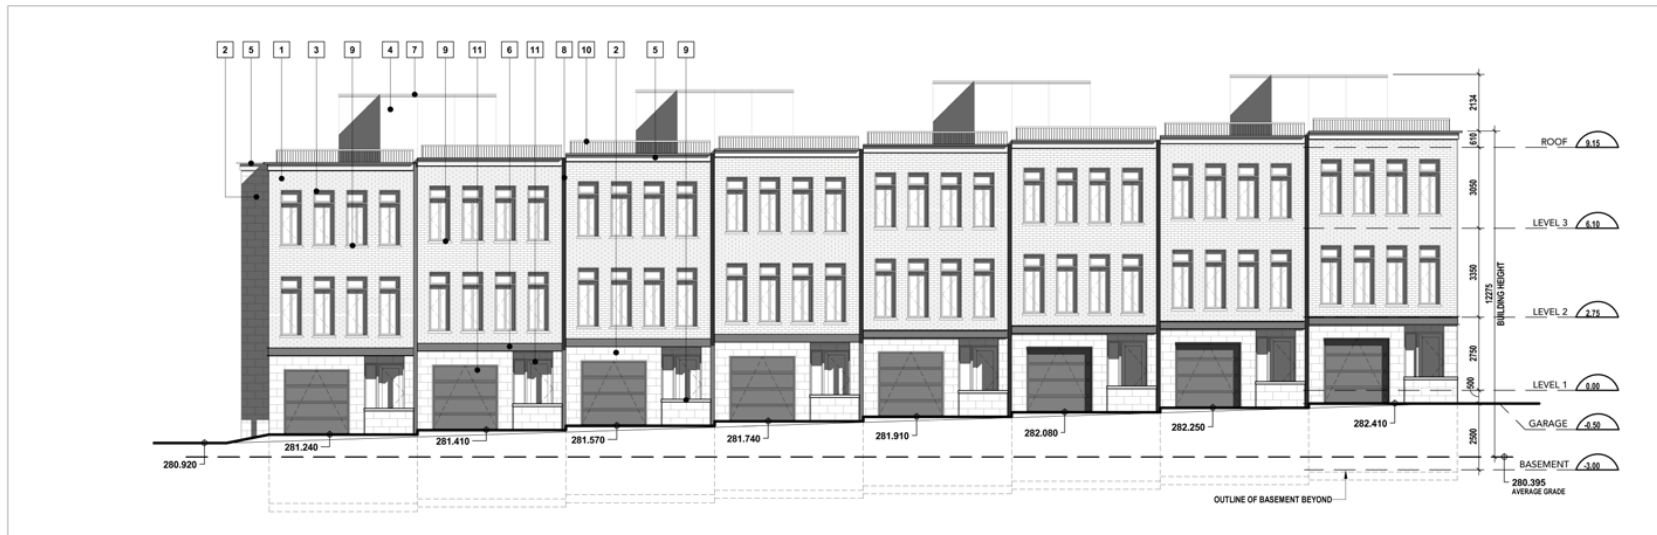 2 5 1 3 9 4 7 9 11 6 11 8 10 2 5 9
2134
610
ROOF 9.15
3050
LEVEL 3 6.10
3350
12275
BUILDING HEIGHT
LEVEL 2 2.75
2750
500
LEVEL 1 0.00
282.410
282.250
282.080
281.910
281.740
281.570
281.410
281.240
280.920
GARAGE -0.50
2500
BASEMENT -3.00
280.395
AVERAGE GRADE
OUTLINE OF BASEMENT BEYOND